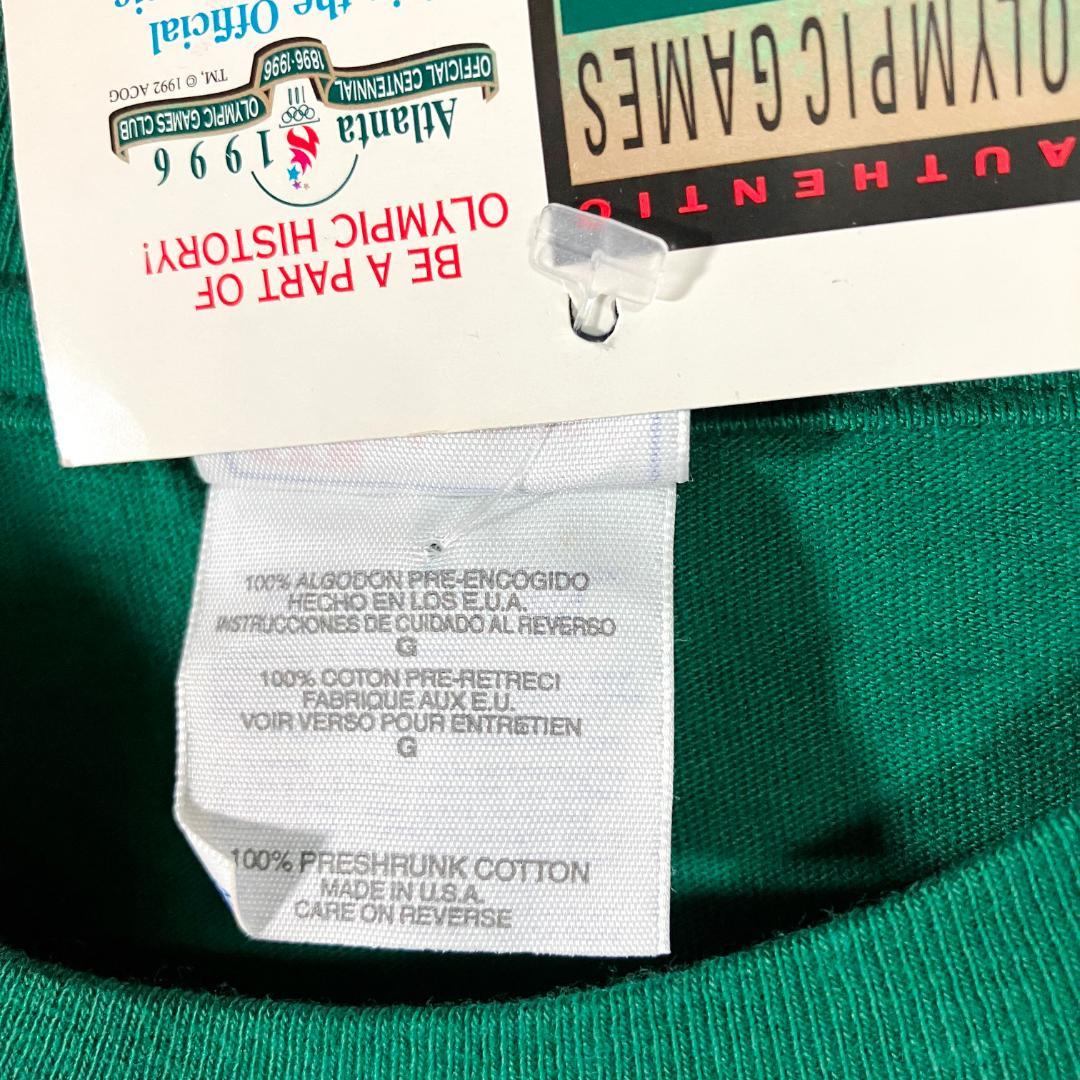 BE A PART OF
OLYMPIC HISTORY!
Atlanta
1996
OFFICIAL CENTENNIAL
1896·1996
OLYMPIC GAMES CLUB
TM, © 1992 ACOG
the Official
AUTHENTIC
OLYMPIC GAMES
100% ALGODON PRE-ENCOGIDO
HECHO EN LOS E.U.A.
INSTRUCCIONES DE CUIDADO AL REVERSO
G
100% COTON PRE-RETRECI
FABRIQUE AUX E.U.
VOIR VERSO POUR ENTRETIEN
G
100% PRESHRUNK COTTON
MADE IN U.S.A.
CARE ON REVERSE